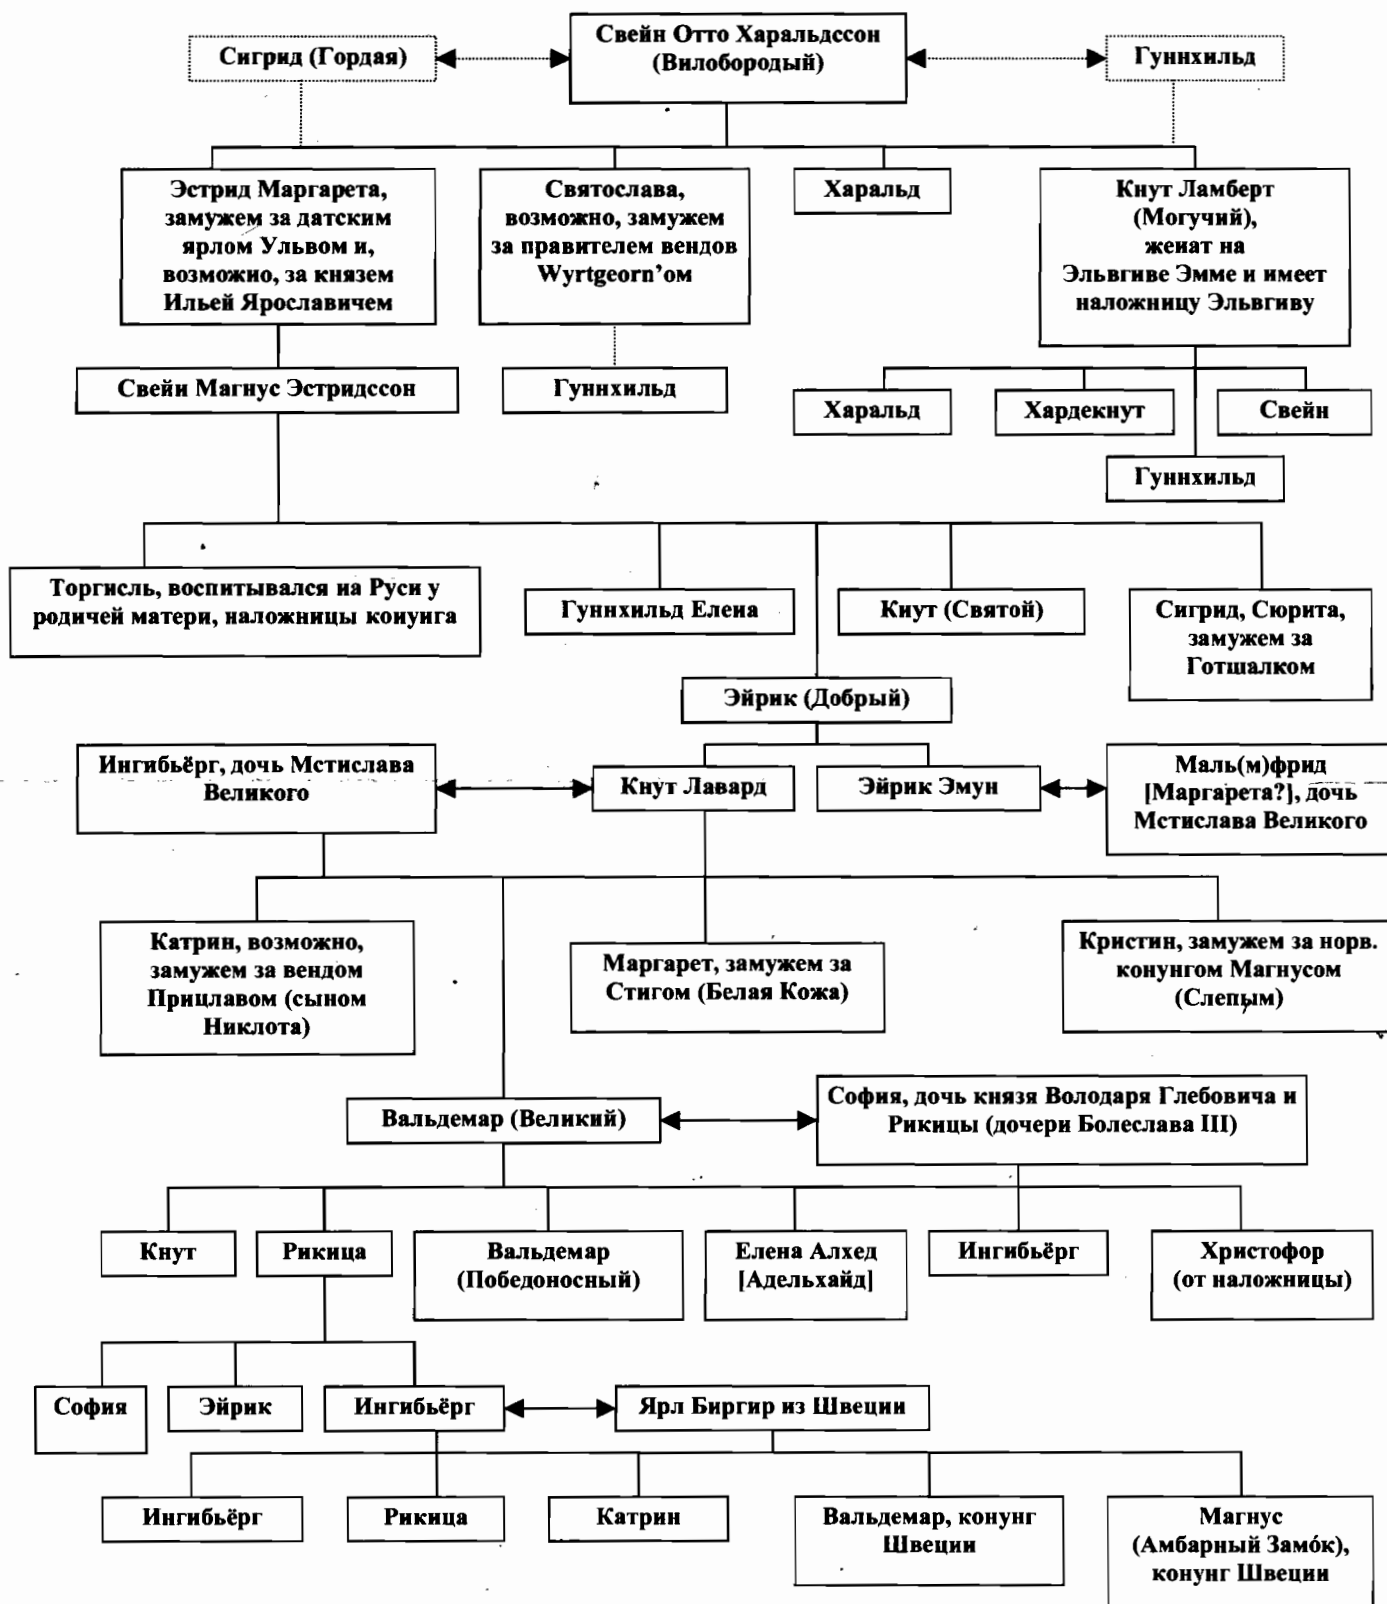 Сигрид (Гордая)
Свейн Отто Харальдссон
(Вилобородый)
Гуннхильд
Эстрид Маргарета,
замужем за датским
ярлом Ульвом и,
возможно, за князем
Ильей Ярославичем
Святослава,
возможно, замужем
за правителем вендов
Wyrtgeorn’ом
Харальд
Кнут Ламберт
(Могучий),
женат на
Эльвгиве Эмме и имеет
наложницу Эльвгиву
Свейн Магнус Эстридссон
Гуннхильд
Харальд
Хардекнут
Свейн
Гуннхильд
Торгисль, воспитывался на Руси у
родичей матери, наложницы конунга
Гуннхильд Елена
Кнут (Святой)
Сигрид, Сюрита,
замужем за
Готшалком
Эйрик (Добрый)
Ингибьёрг, дочь Мстислава
Великого
Кнут Лавард
Эйрик Эмун
Маль(м)фрид
[Маргарета?], дочь
Мстислава Великого
Катрин, возможно,
замужем за вендом
Прицлавом (сыном
Никлота)
Маргарет, замужем за
Стигом (Белая Кожа)
Кристин, замужем за норв.
конунгом Магнусом
(Слепым)
Вальдемар (Великий)
София, дочь князя Володаря Глебовича и
Рикицы (дочери Болеслава III)
Кнут
Рикица
Вальдемар
(Победоносный)
Елена Алхед
[Адельхайд]
Ингибьёрг
Христофор
(от наложницы)
София
Эйрик
Ингибьёрг
Ярл Биргир из Швеции
Ингибьёрг
Рикица
Катрин
Вальдемар, конунг
Швеции
Магнус
(Амбарный Замо́к),
конунг Швеции